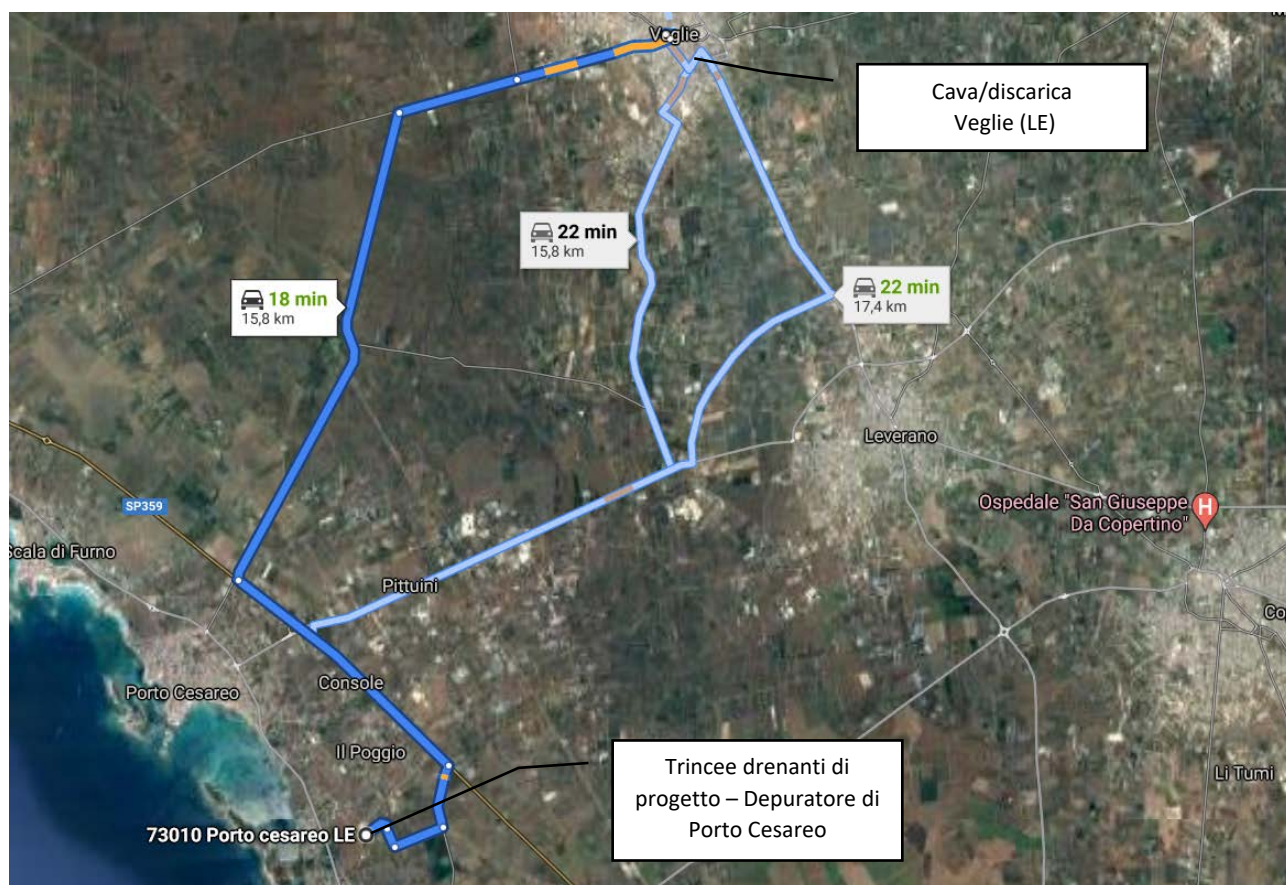 Veglie
Cava/discarica
Veglie (LE)
22 min
15,8 km
18 min
15,8 km
22 min
17,4 km
Leverano
SP359
Ospedale "San Giuseppe
Da Copertino"
Scala di Furno
Pittuini
Co
Porto Cesareo
Console
Il Poggio
Li Tumi
Trincee drenanti di
progetto – Depuratore di
Porto Cesareo
73010 Porto cesareo LE